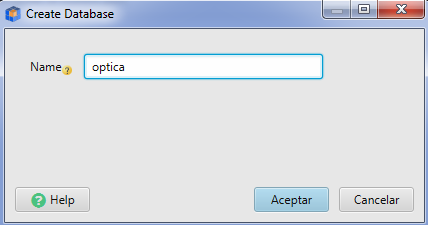 Create Database
Name?
optica
? Help
Aceptar
Cancelar